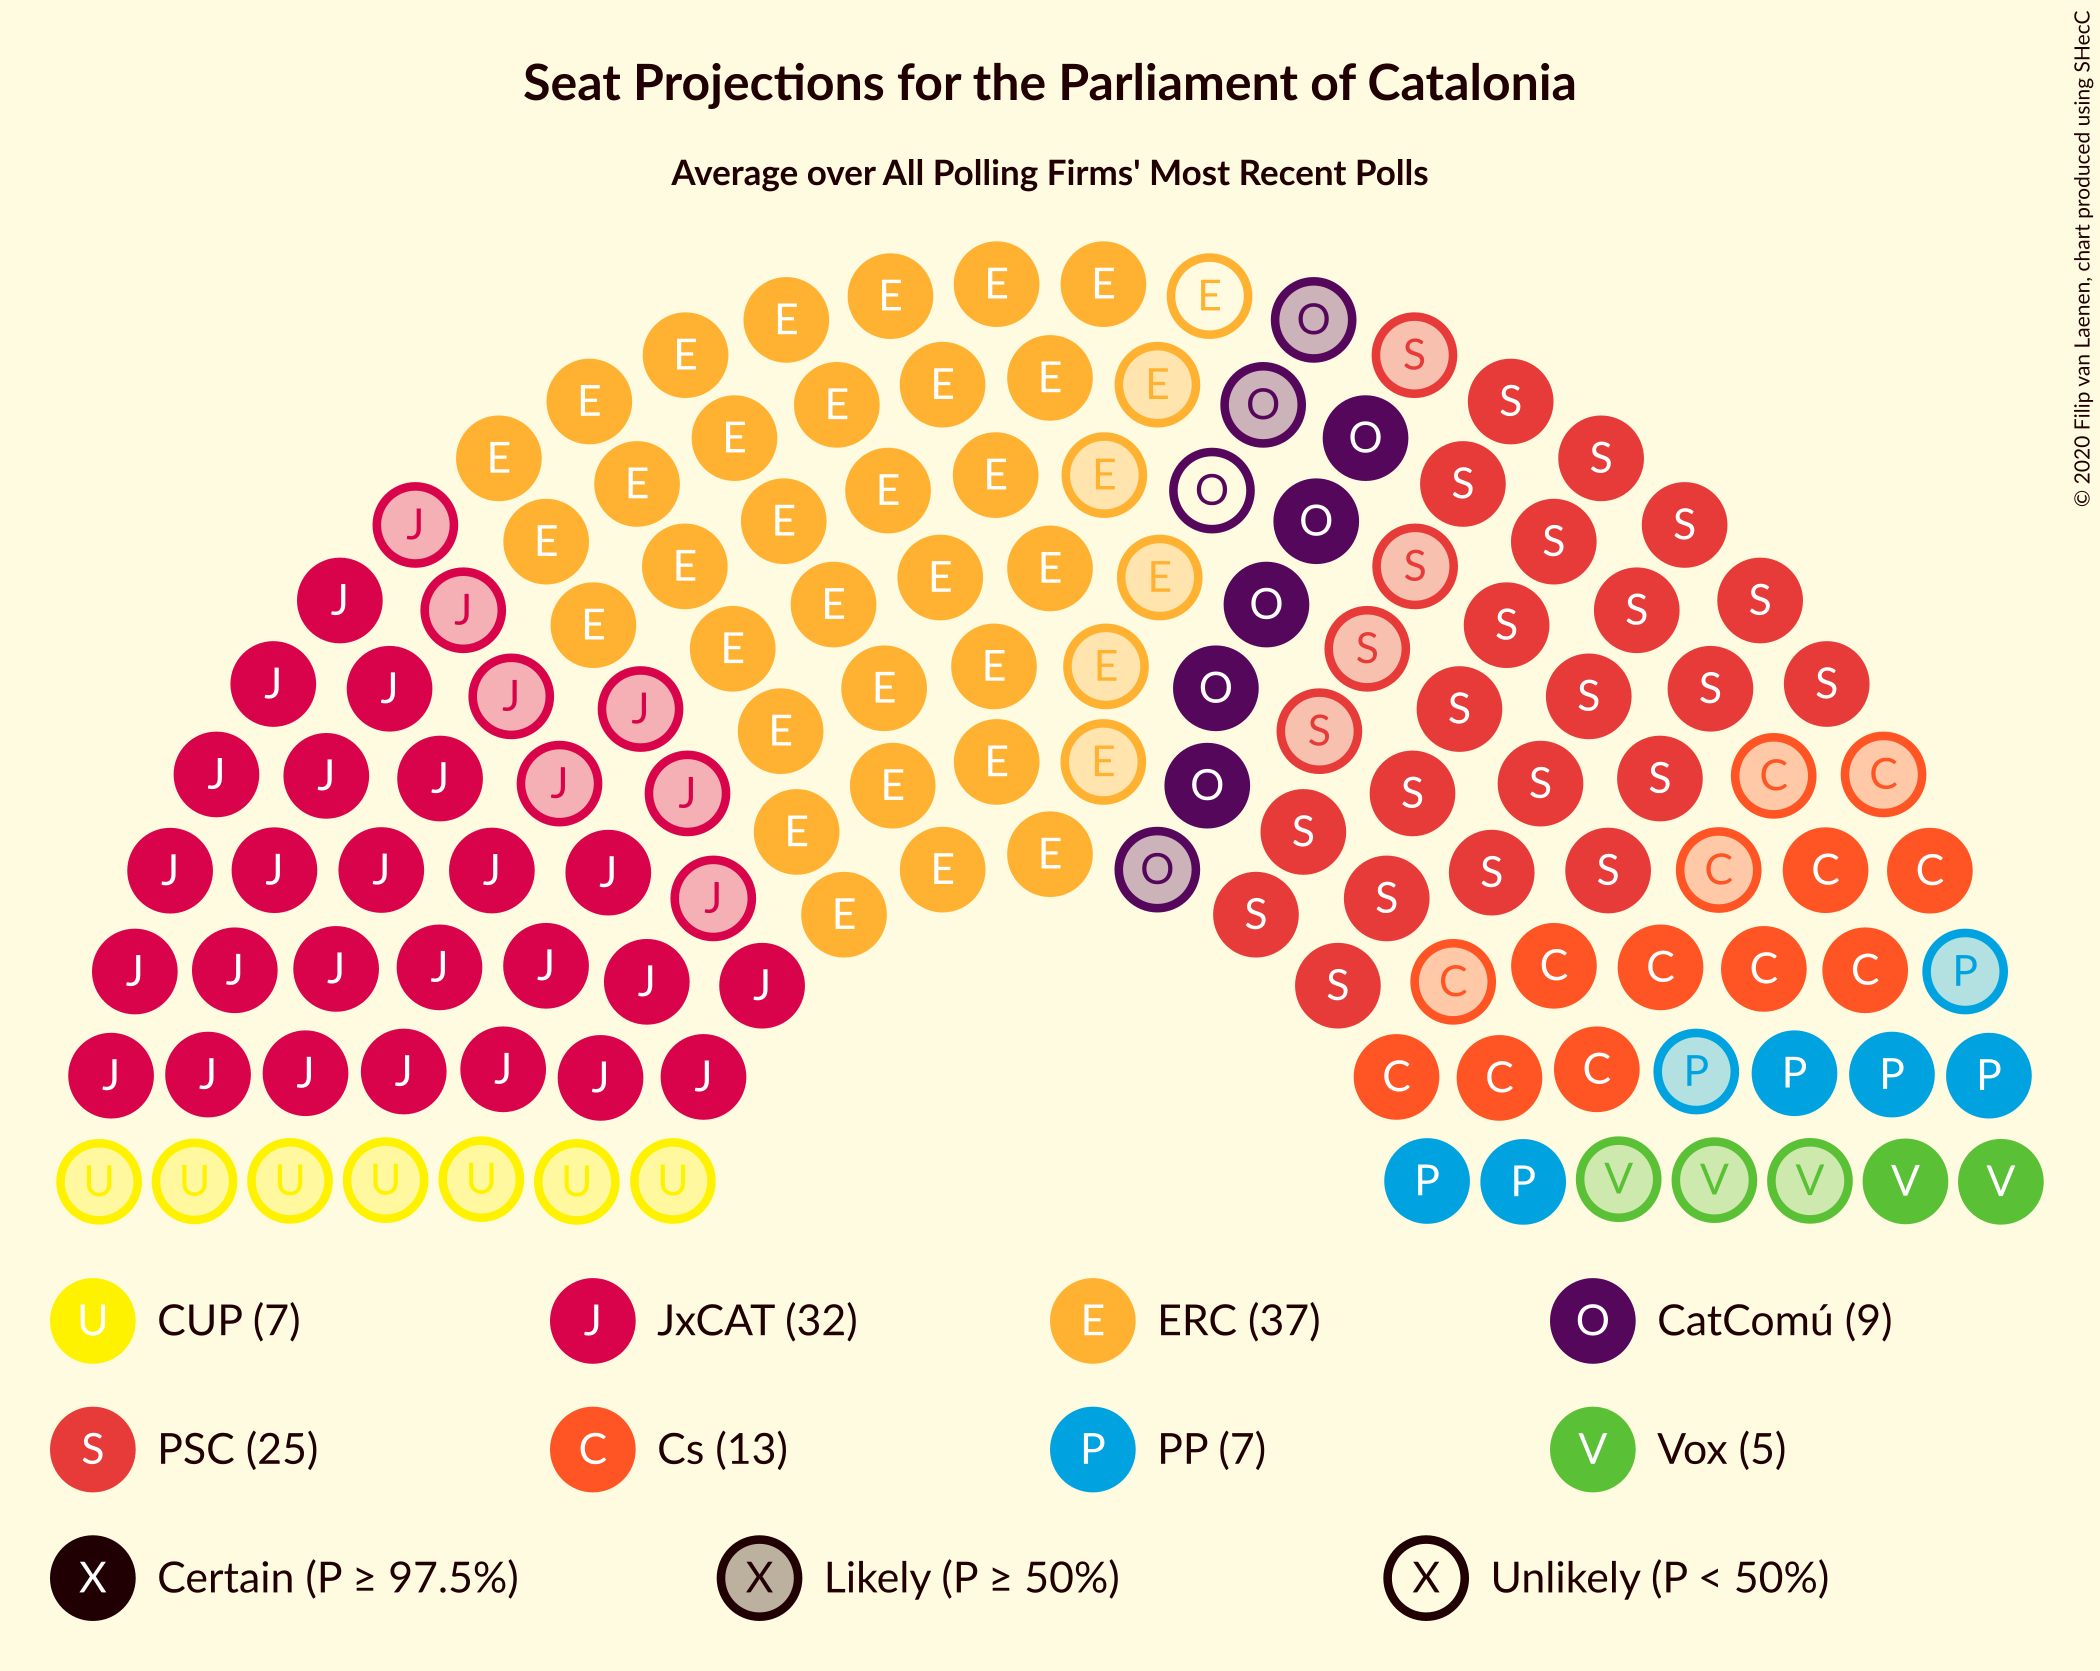 Seat Projections for the Parliament of Catalonia
Average over All Polling Firms' Most Recent Polls
© 2020 Filip van Laenen, chart produced using SHecC
E E E E E E E O S
E E E E E O O S
E E E E O O S S
J E E E E O S S S
J J E E E E E O S S S S
J J J J E E E E O S S S S S
J J J J J E E E E O S S S S C C
J J J J J J E E E O S S S S C C C
J J J J J J J E S S C C C C C P
J J J J J J J C C C P P P P
U U U U U U U P P V V V V V
U CUP (7)
J JxCAT (32)
E ERC (37)
O CatComú (9)
S PSC (25)
C Cs (13)
P PP (7)
V Vox (5)
X Certain (P ≥ 97.5%)
X Likely (P ≥ 50%)
X Unlikely (P < 50%)